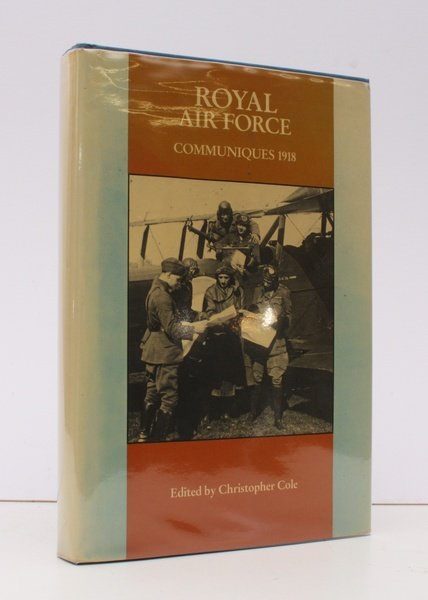 ROYAL
AIR FORCE
COMMUNIQUES 1918
Edited by Christopher Cole